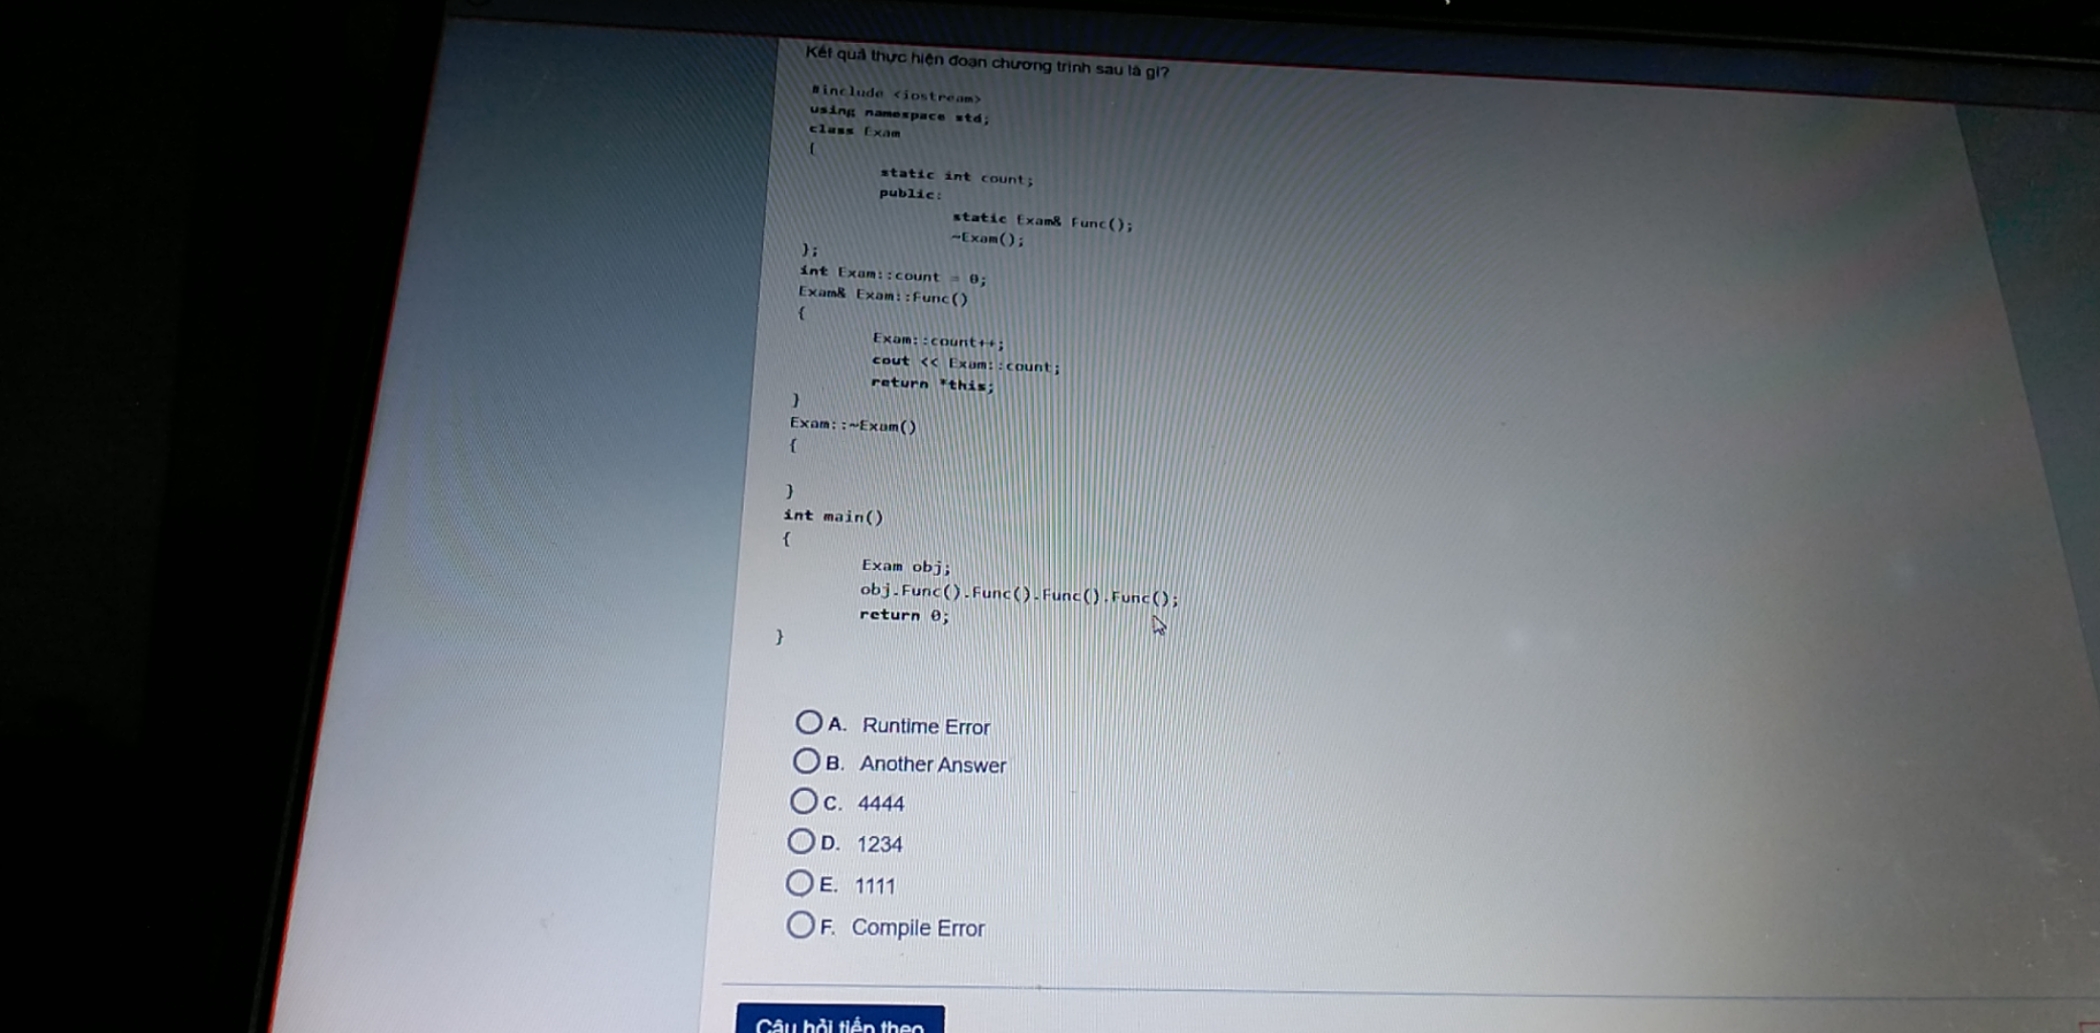 Kết quả thực hiện đoạn chương trình sau là gì?
#include <iostream>
using namespace std;
class Exam
{
static int count;
public:
static Exam& Func();
~Exam();
};
int Exam::count = 0;
Exam& Exam::Func()
{
Exam::count++;
cout << Exam::count;
return *this;
}
Exam::~Exam()
{
}
int main()
{
Exam obj;
obj.Func().Func().Func().Func();
return 0;
}
A. Runtime Error
B. Another Answer
C. 4444
D. 1234
E. 1111
F. Compile Error
Câu hỏi tiếp theo